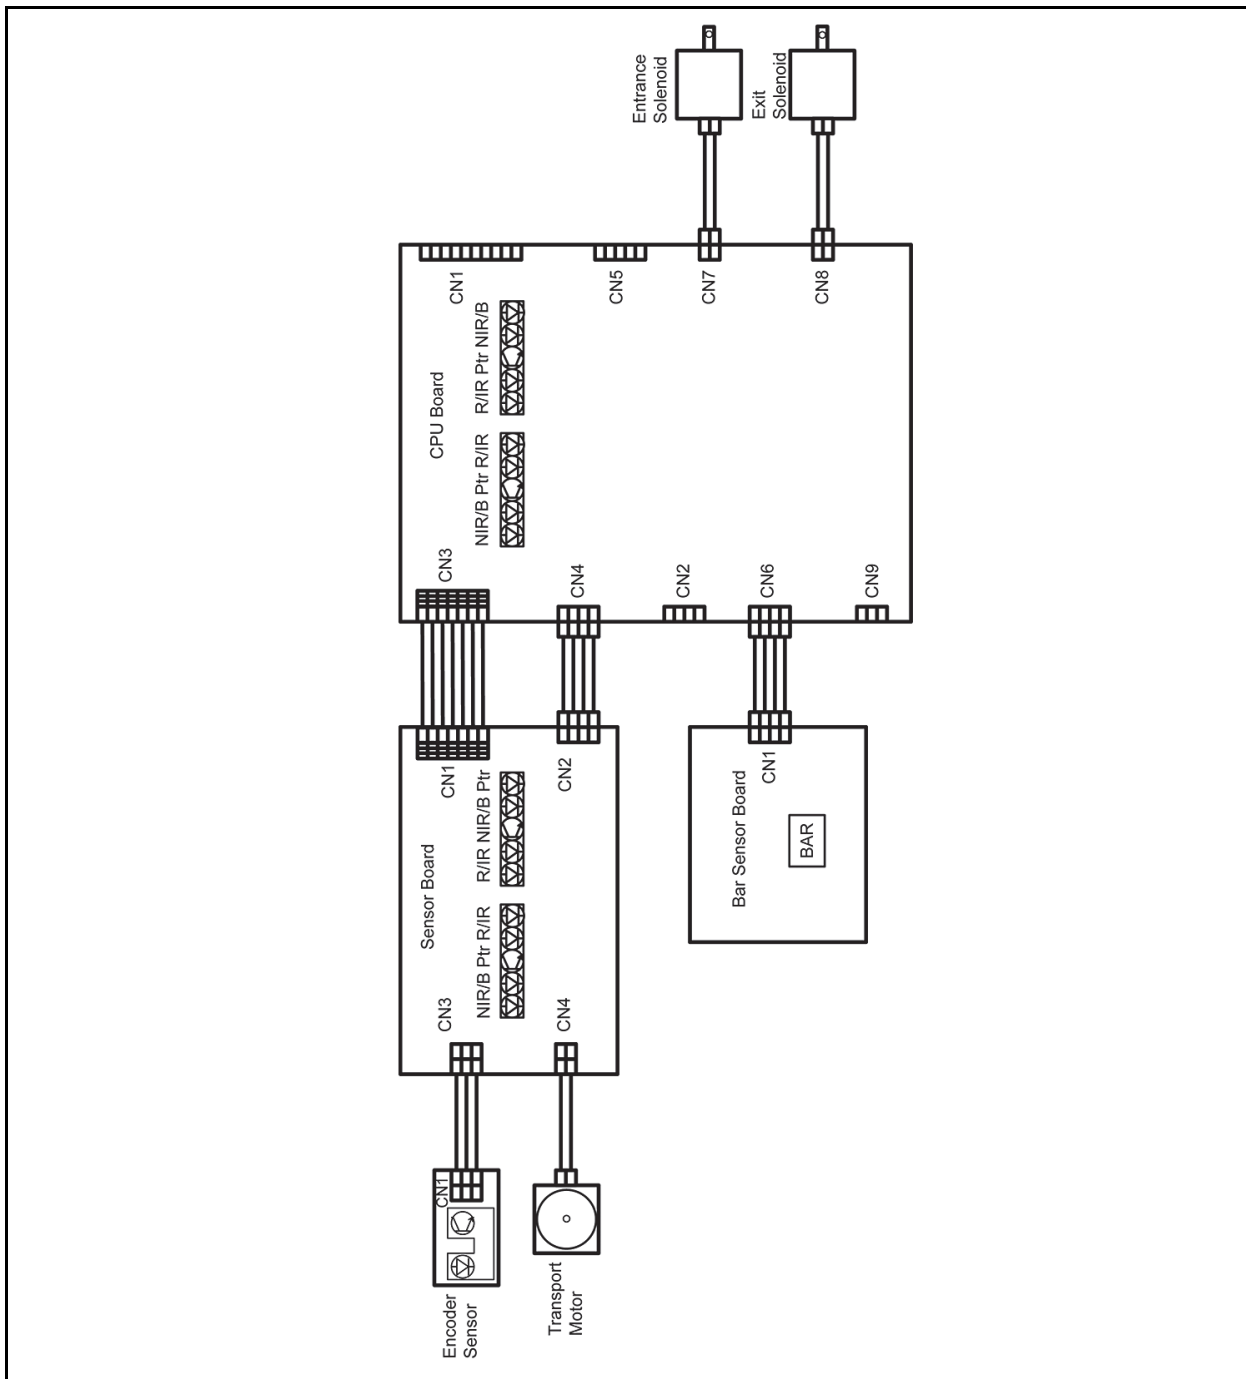 Entrance
Solenoid
Exit
Solenoid
CN1
CN5
CN7
CN8
CPU Board
R/IR Ptr NIR/B
NIR/B Ptr R/IR
CN3
CN4
CN2
CN6
CN9
CN1
CN2
CN1
Sensor Board
R/IR NIR/B Ptr
NIR/B Ptr R/IR
Bar Sensor Board
BAR
CN3
CN4
CN1
Encoder
Sensor
Transport
Motor